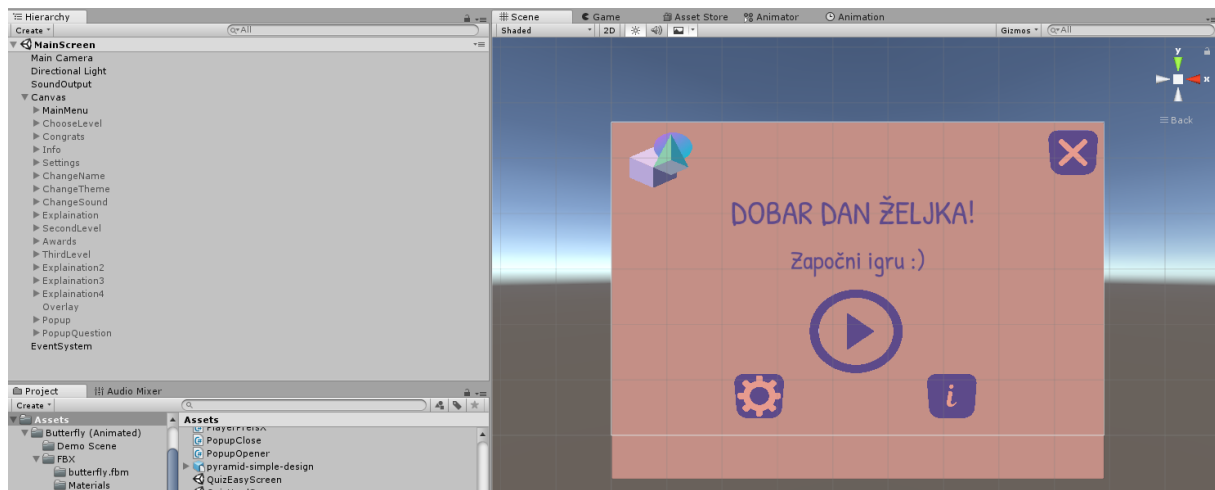 Hierarchy
Create
All
MainScreen
Main Camera
Directional Light
SoundOutput
Canvas
MainMenu
ChooseLevel
Congrats
Info
Settings
ChangeName
ChangeTheme
ChangeSound
Explaination
SecondLevel
Awards
ThirdLevel
Explaination2
Explaination3
Explaination4
Overlay
Popup
PopupQuestion
EventSystem
Project Audio Mixer
Create
Assets
Butterfly (Animated)
Demo Scene
FBX
butterfly.fbm
Materials
Assets
PopupClose
PopupOpener
pyramid-simple-design
QuizEasyScreen
Scene Game Asset Store Animator Animation
Shaded 2D Gizmos All
y
x
Back
DOBAR DAN ŽELJKA!
Započni igru :)
i